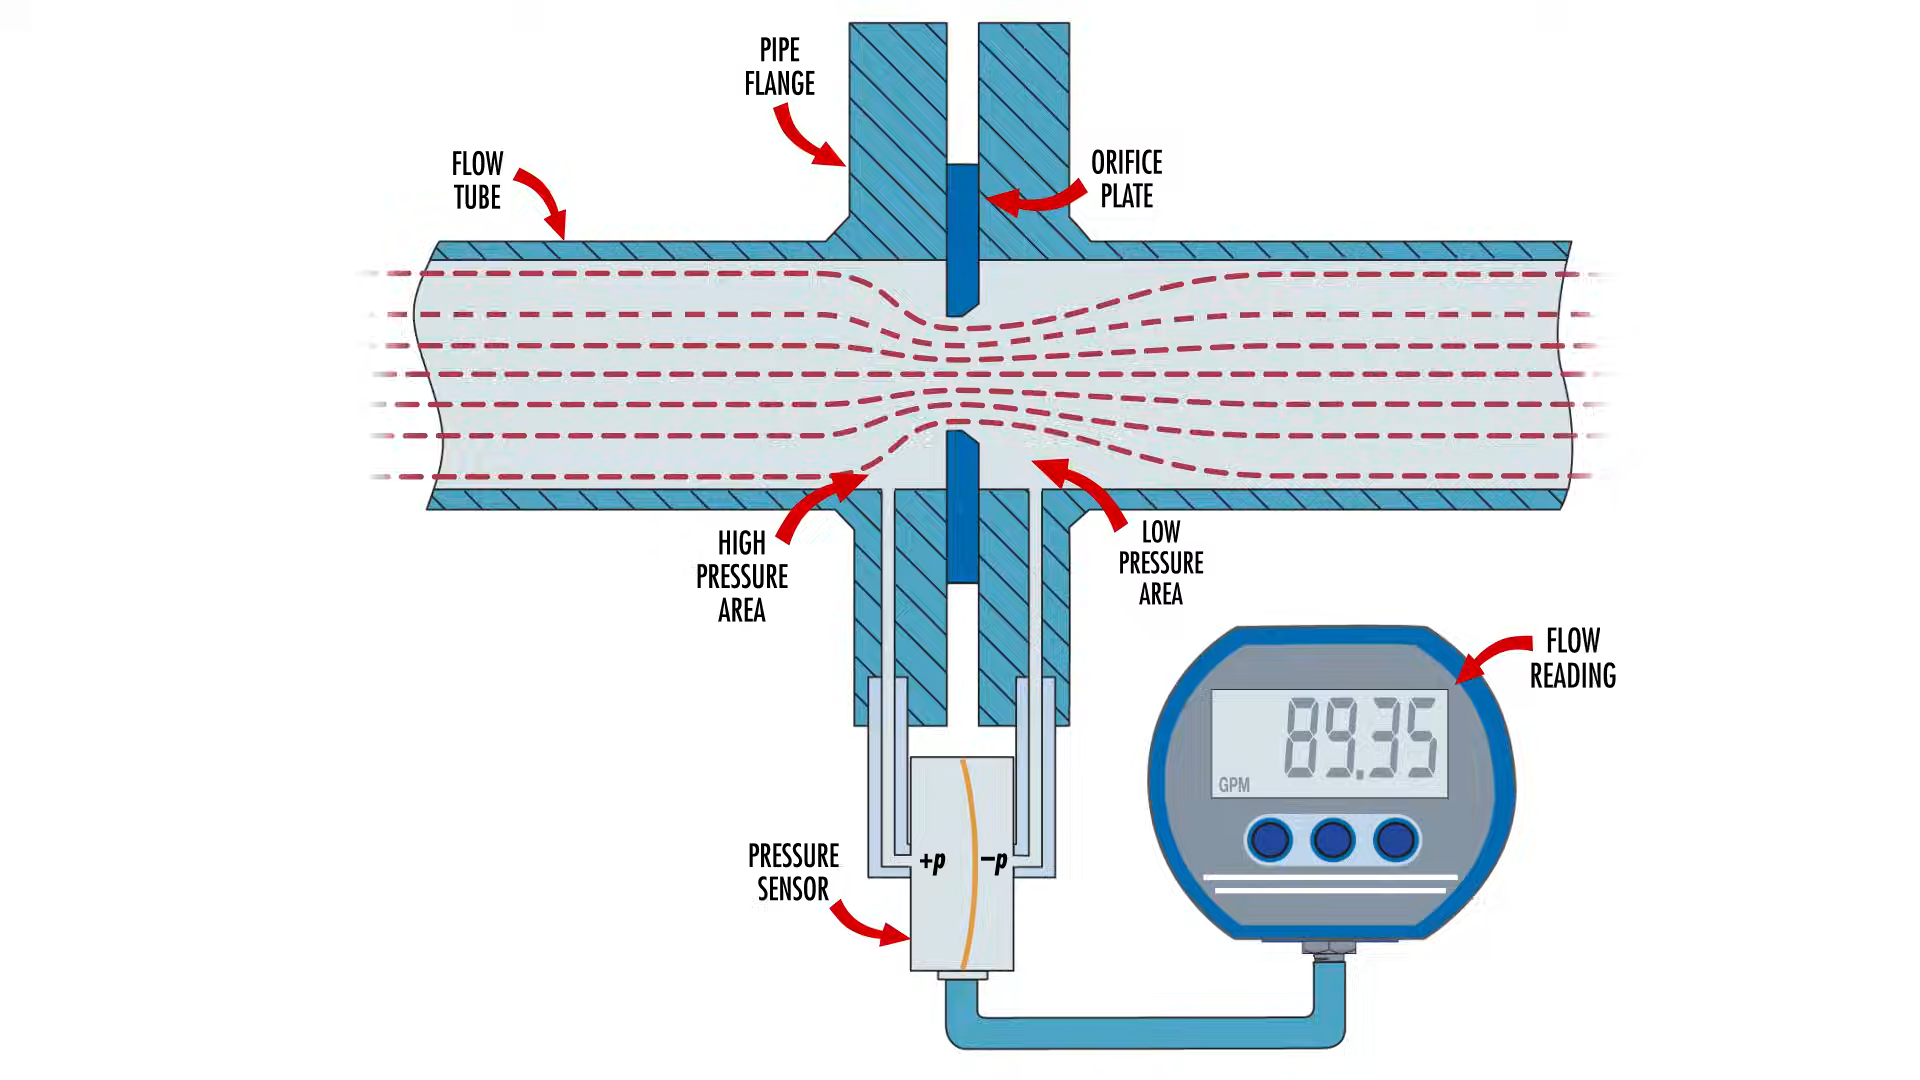 PIPE
FLANGE
FLOW
TUBE
ORIFICE
PLATE
HIGH
PRESSURE
AREA
LOW
PRESSURE
AREA
FLOW
READING
89.35
GPM
PRESSURE
SENSOR
+p
−p